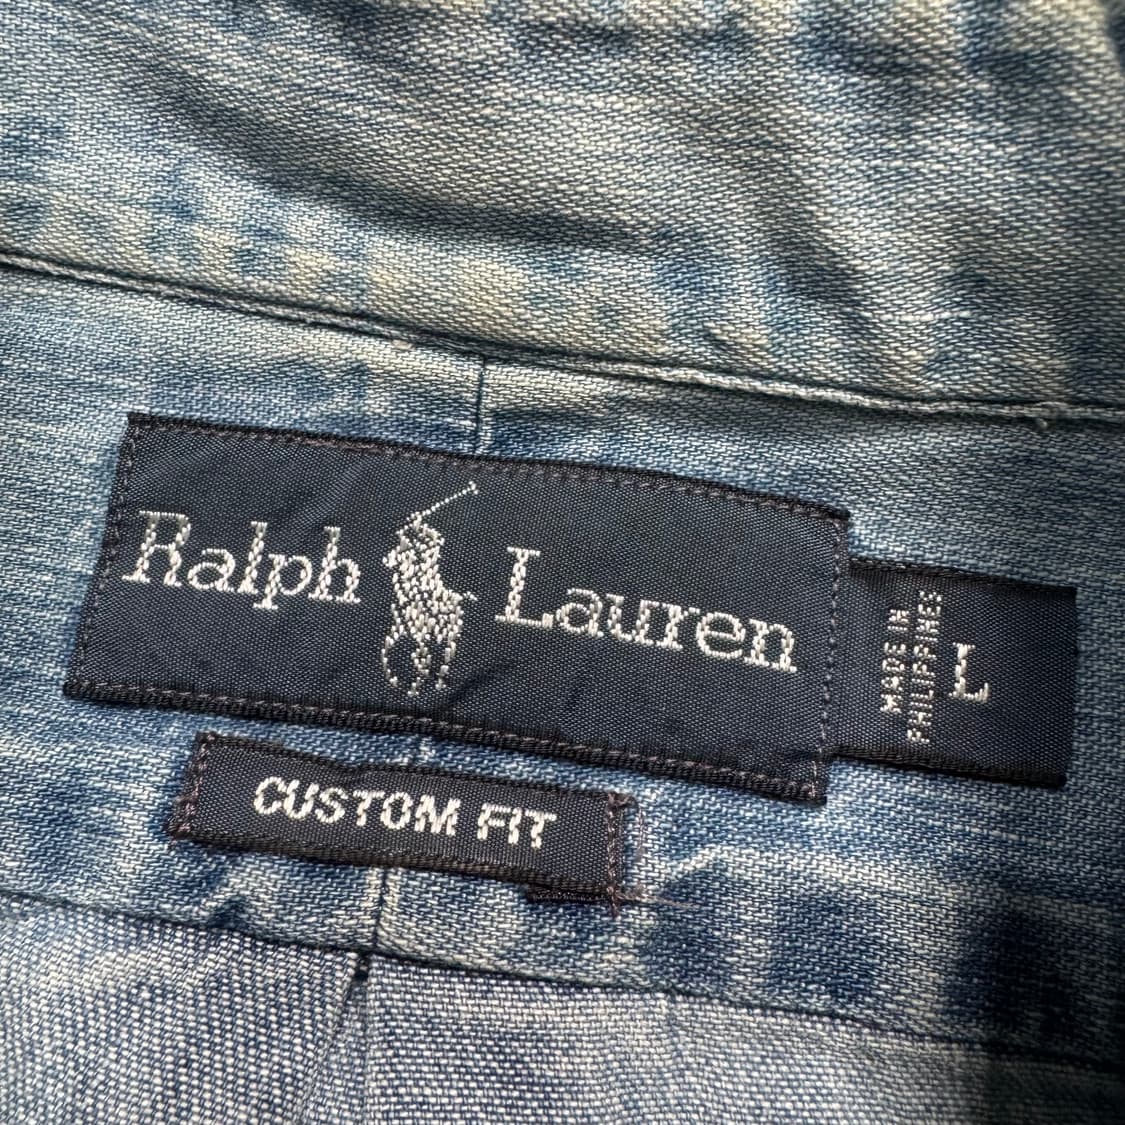 Ralph Lauren
MADE IN
PHILIPPINES
L
CUSTOM FIT